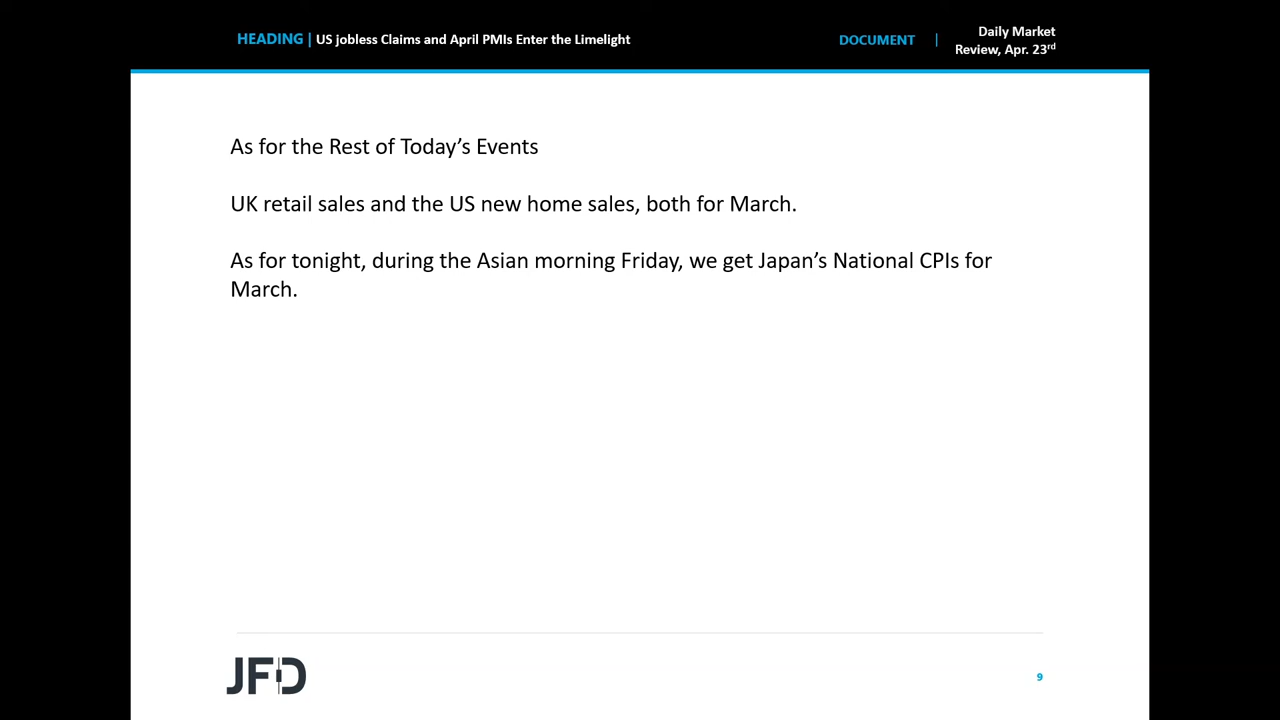 HEADING | US jobless Claims and April PMIs Enter the Limelight
DOCUMENT |
Daily Market
Review, Apr. 23rd
As for the Rest of Today’s Events
UK retail sales and the US new home sales, both for March.
As for tonight, during the Asian morning Friday, we get Japan’s National CPIs for
March.
JFD
9